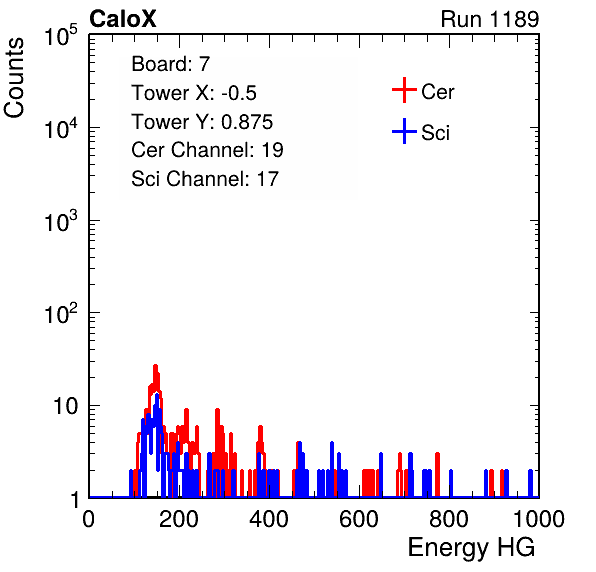 CaloX Run 1189
Counts
10^5
10^4
10^3
10^2
10
1
Board: 7
Tower X: -0.5
Tower Y: 0.875
Cer Channel: 19
Sci Channel: 17
Cer
Sci
0 200 400 600 800 1000
Energy HG